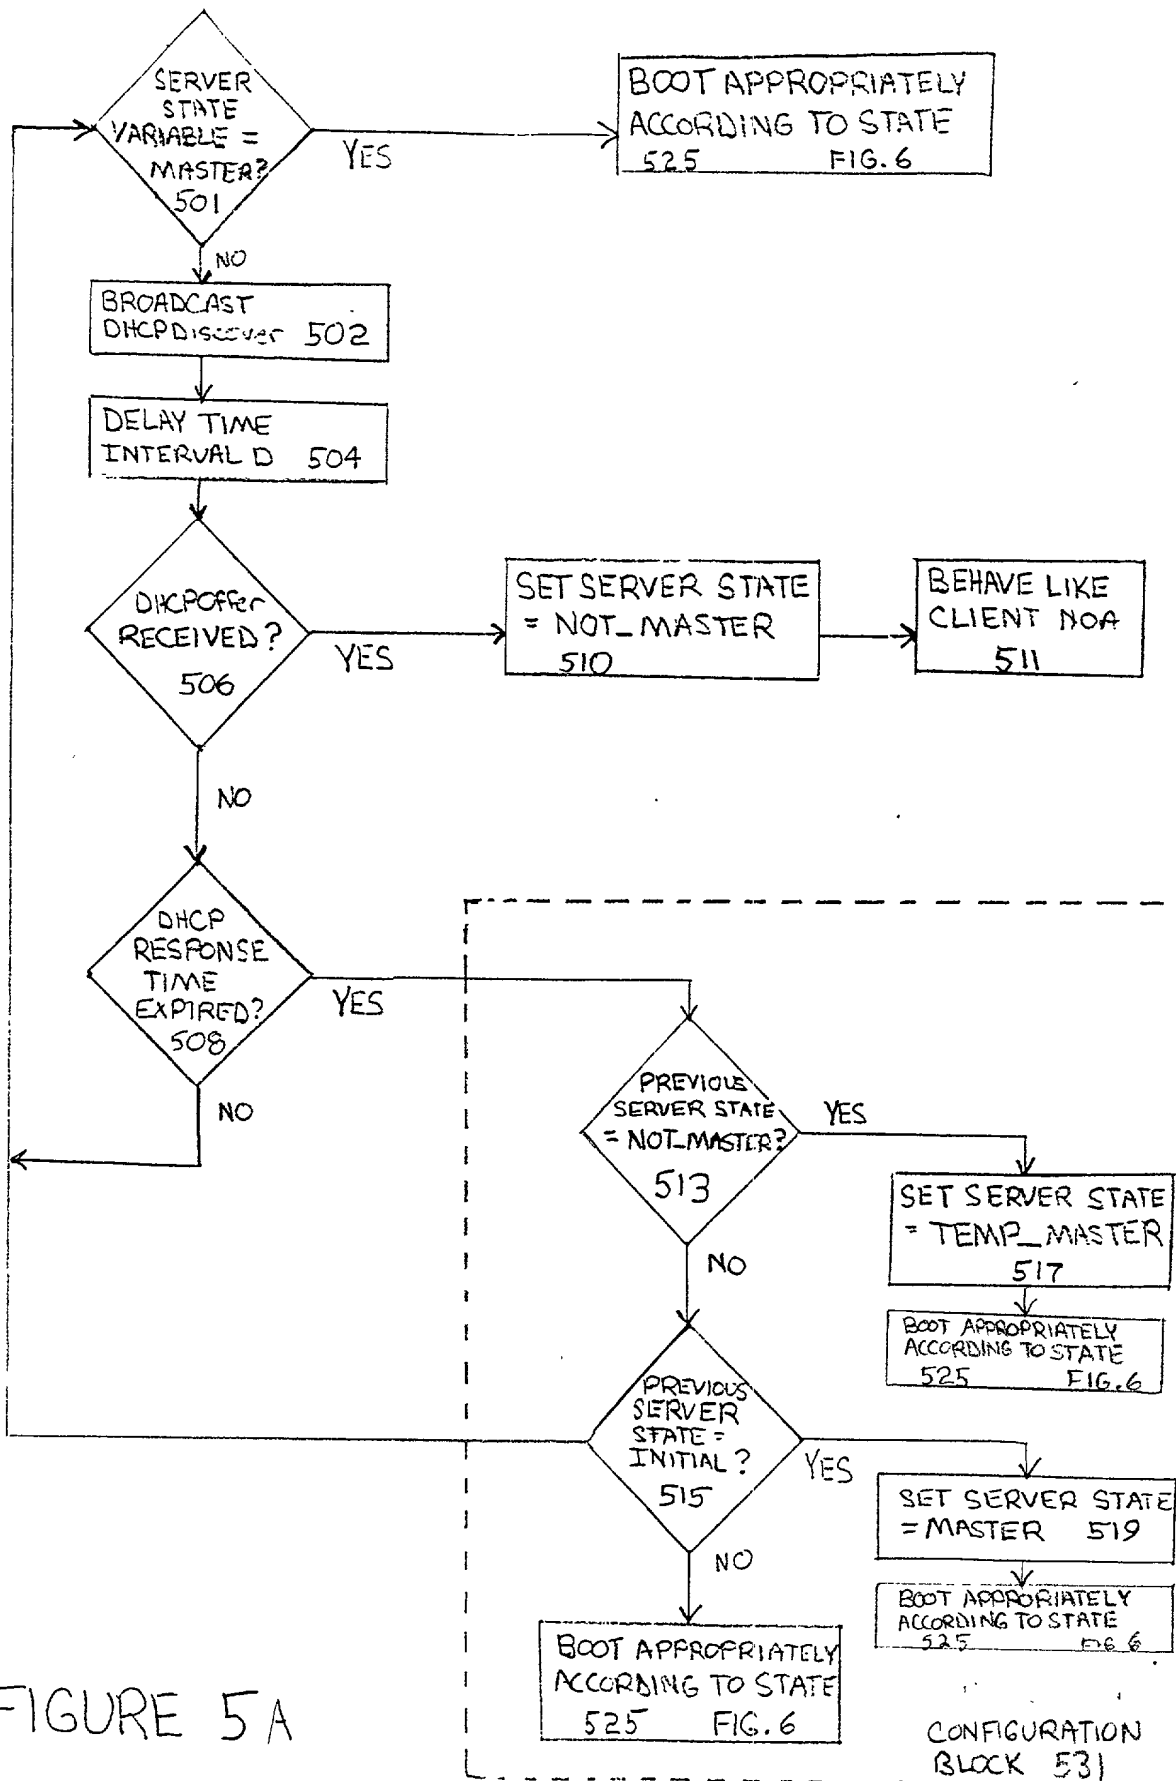 SERVER
STATE
VARIABLE =
MASTER?
501
YES
BOOT APPROPRIATELY
ACCORDING TO STATE
525 FIG. 6
NO
BROADCAST
DHCPDiscover 502
DELAY TIME
INTERVAL D 504
DHCPOffer
RECEIVED?
506
YES
SET SERVER STATE
= NOT_MASTER
510
BEHAVE LIKE
CLIENT NOA
511
NO
DHCP
RESPONSE
TIME
EXPIRED?
508
YES
NO
PREVIOUS
SERVER STATE
= NOT_MASTER?
513
YES
SET SERVER STATE
= TEMP_MASTER
517
BOOT APPROPRIATELY
ACCORDING TO STATE
525 FIG. 6
NO
PREVIOUS
SERVER
STATE =
INITIAL?
515
YES
SET SERVER STATE
= MASTER 519
BOOT APPRORIATELY
ACCORDING TO STATE
525 FIG 6
NO
BOOT APPROPRIATELY
ACCORDING TO STATE
525 FIG. 6
FIGURE 5A
CONFIGURATION
BLOCK 531